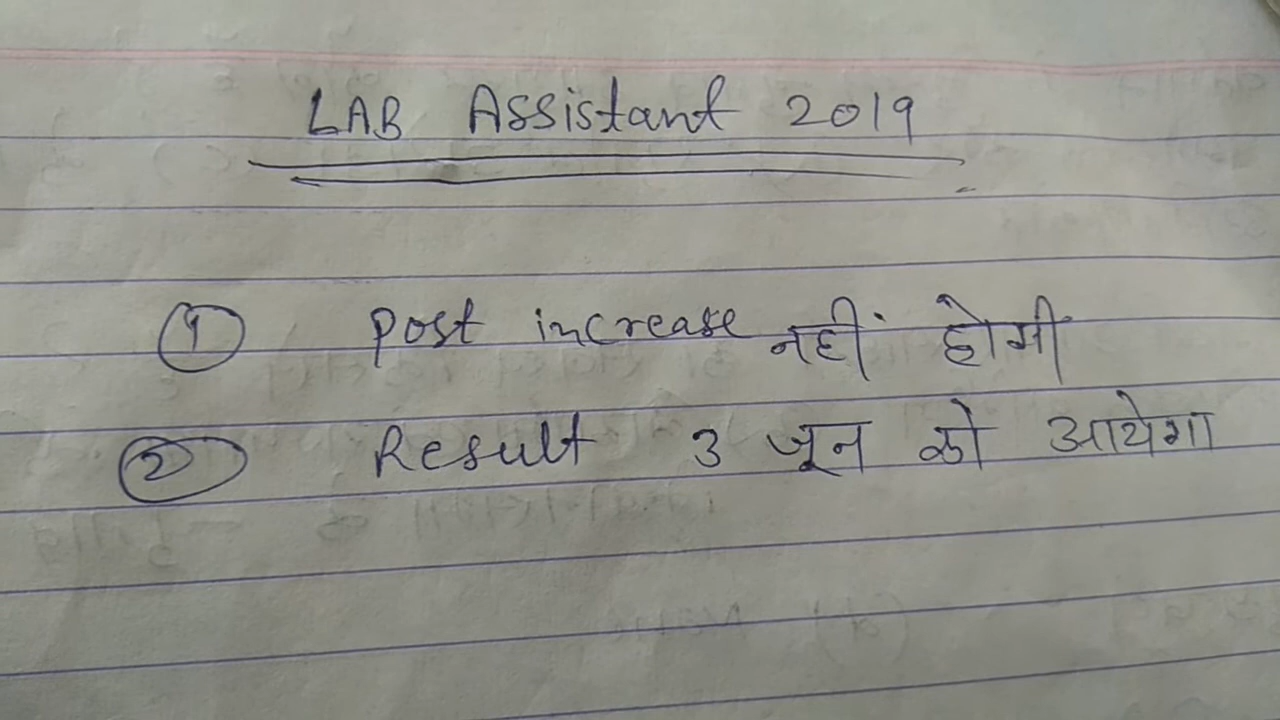 LAB Assistant 2019
① Post increase नहीं होगी
② Result 3 जून को आयेगा